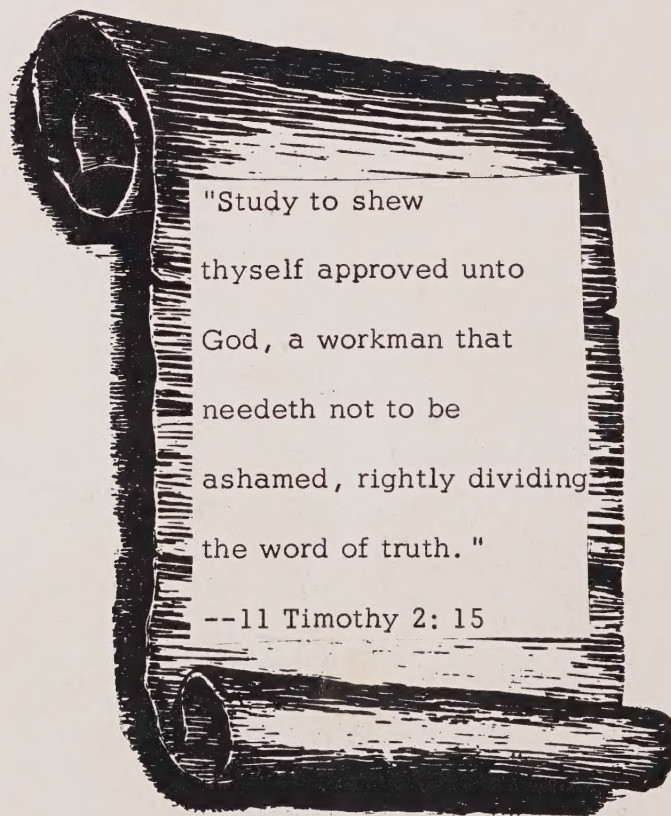 "Study to shew
thyself approved unto
God, a workman that
needeth not to be
ashamed, rightly dividing
the word of truth."
--11 Timothy 2: 15